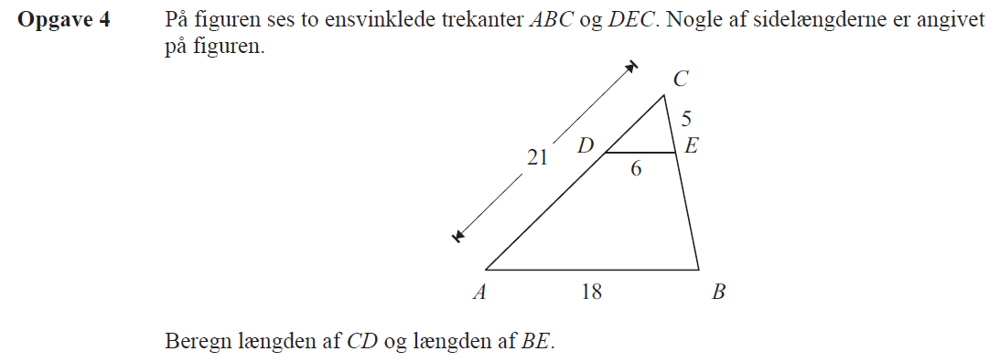 Opgave 4 På figuren ses to ensvinklede trekanter ABC og DEC. Nogle af sidelængderne er angivet
på figuren.
C
5
D
E
21
6
A
18
B
Beregn længden af CD og længden af BE.